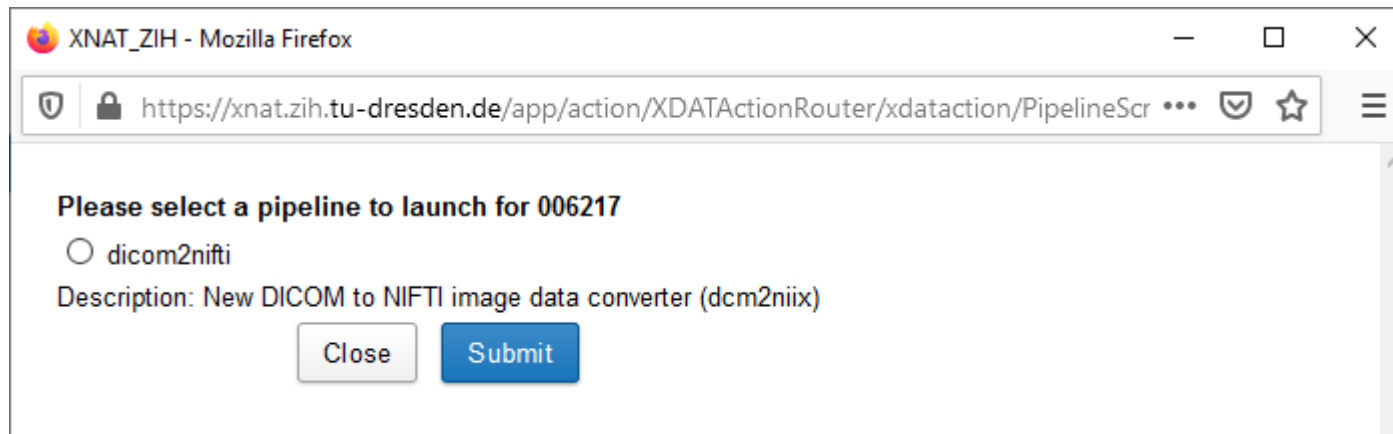 XNAT_ZIH - Mozilla Firefox
https://xnat.zih.tu-dresden.de/app/action/XDATActionRouter/xdataction/PipelineScr
Please select a pipeline to launch for 006217
dicom2nifti
Description: New DICOM to NIFTI image data converter (dcm2niix)
Close Submit